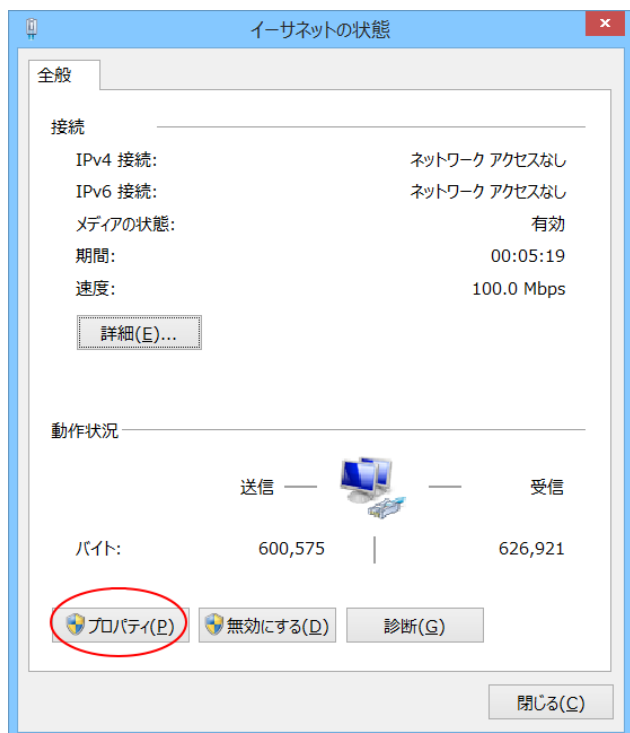 イーサネットの状態
全般
接続
IPv4 接続: ネットワーク アクセスなし
IPv6 接続: ネットワーク アクセスなし
メディアの状態: 有効
期間: 00:05:19
速度: 100.0 Mbps
詳細(E)...
動作状況
送信 受信
バイト: 600,575 626,921
プロパティ(P) 無効にする(D) 診断(G)
閉じる(C)